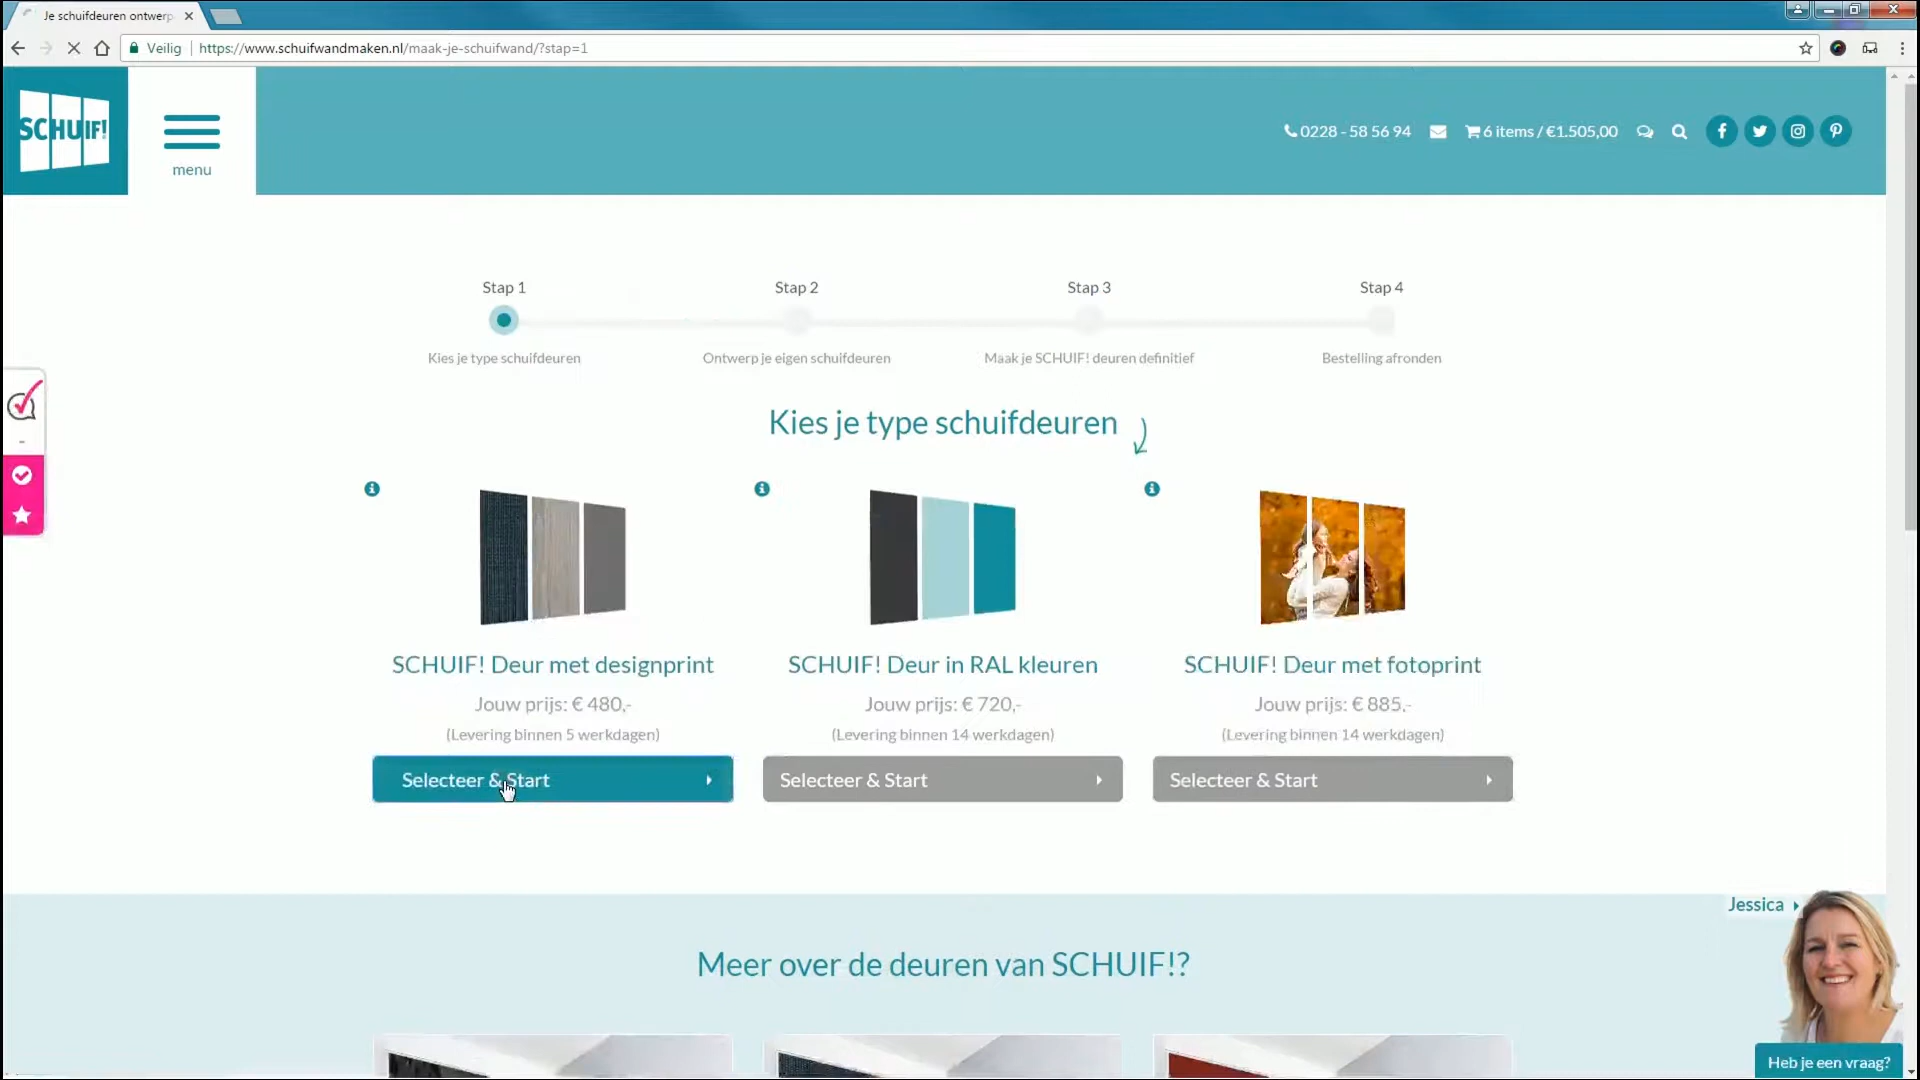 Je schuifdeuren ontwerp
Veilig
https://www.schuifwandmaken.nl/maak-je-schuifwand/?stap=1
SCHUIF!
menu
0228 - 58 56 94
6 items / €1.505,00
Stap 1
Stap 2
Stap 3
Stap 4
Kies je type schuifdeuren
Ontwerp je eigen schuifdeuren
Maak je SCHUIF! deuren definitief
Bestelling afronden
Kies je type schuifdeuren
SCHUIF! Deur met designprint
Jouw prijs: € 480,-
(Levering binnen 5 werkdagen)
Selecteer & Start
SCHUIF! Deur in RAL kleuren
Jouw prijs: € 720,-
(Levering binnen 14 werkdagen)
Selecteer & Start
SCHUIF! Deur met fotoprint
Jouw prijs: € 885,-
(Levering binnen 14 werkdagen)
Selecteer & Start
Jessica
Meer over de deuren van SCHUIF!?
Heb je een vraag?